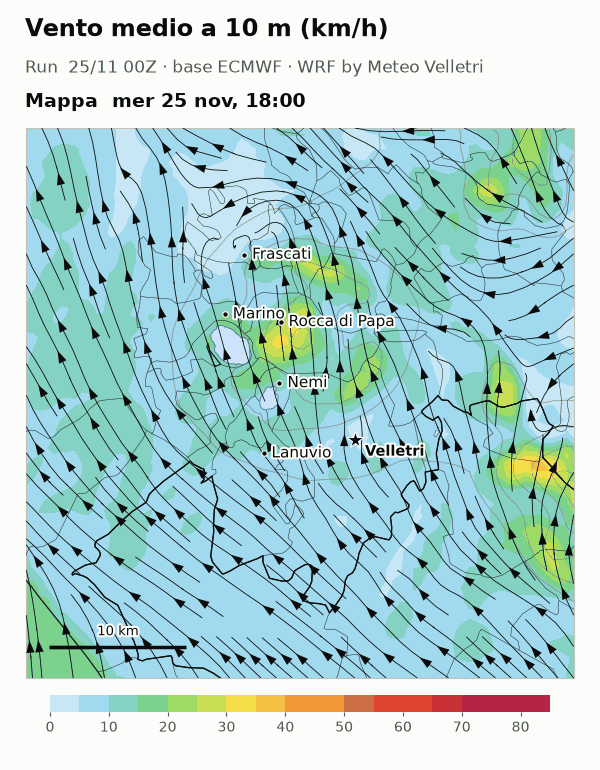 Vento medio a 10 m (km/h)
Run  25/11 00Z · base ECMWF · WRF by Meteo Velletri
Mappa  mer 25 nov, 18:00
Frascati
Marino
Rocca di Papa
Nemi
Velletri
Lanuvio
10 km
0 10 20 30 40 50 60 70 80